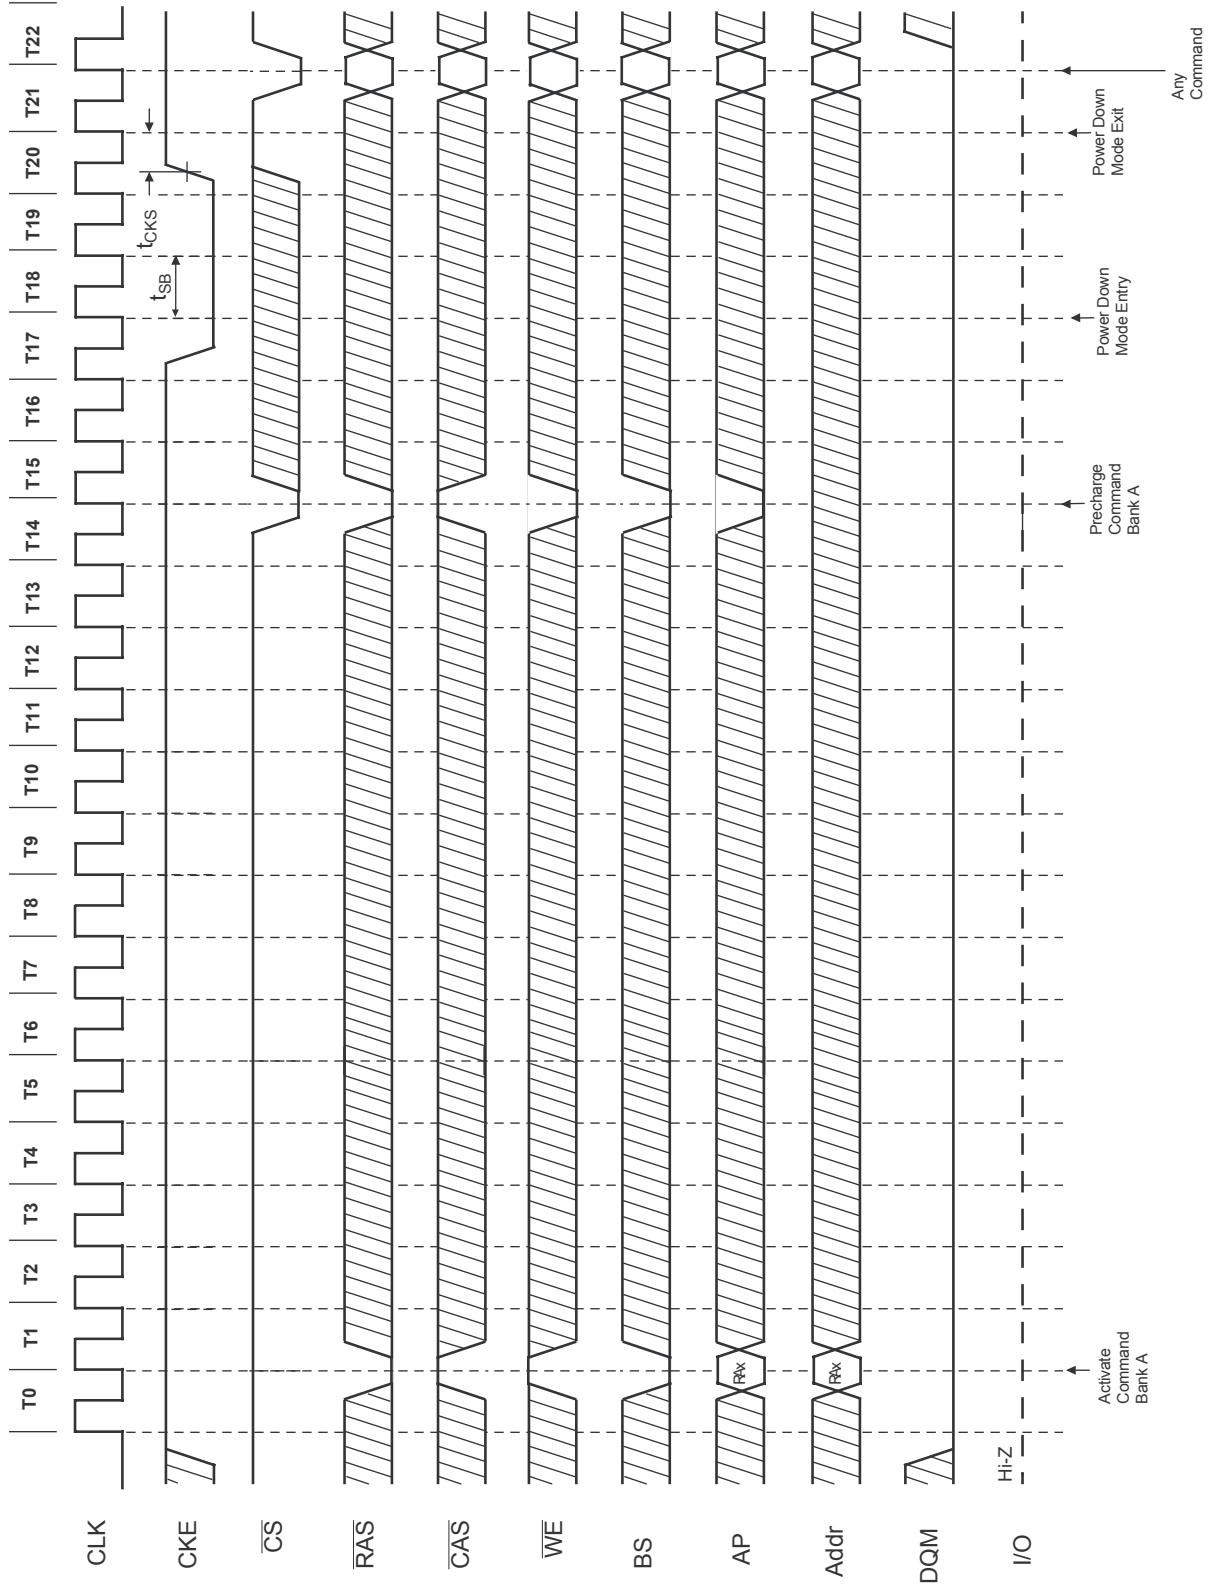 T0 T1 T2 T3 T4 T5 T6 T7 T8 T9 T10 T11 T12 T13 T14 T15 T16 T17 T18 T19 T20 T21 T22
CLK
CKE
tSB
tCKS
CS
RAS
CAS
WE
BS
AP
RAx
Addr
RAx
DQM
I/O
Hi-Z
Activate
Command
Bank A
Precharge
Command
Bank A
Power Down
Mode Entry
Power Down
Mode Exit
Any
Command